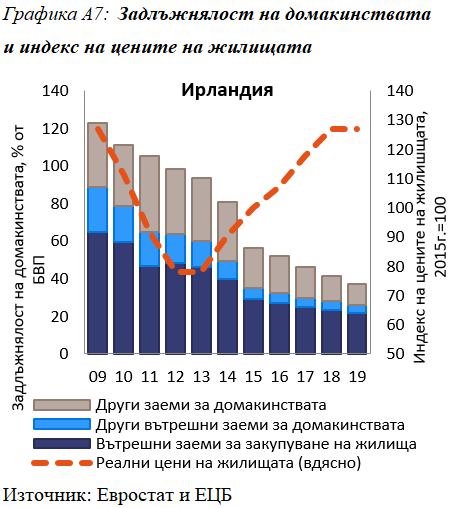 Графика А7: Задлъжнялост на домакинствата
и индекс на цените на жилищата
Ирландия
Задлъжнялост на домакинствата, % от
БВП
140
120
100
80
60
40
20
0
140
130
120
110
100
90
80
70
60
50
Индекс на цените на жилищщата,
2015г.=100
09 10 11 12 13 14 15 16 17 18 19
Други заеми за домакинствата
Други вътрешни заеми за домакинствата
Вътрешни заеми за закупуване на жилища
Реални цени на жилищата (вдясно)
Източник: Евростат и ЕЦБ